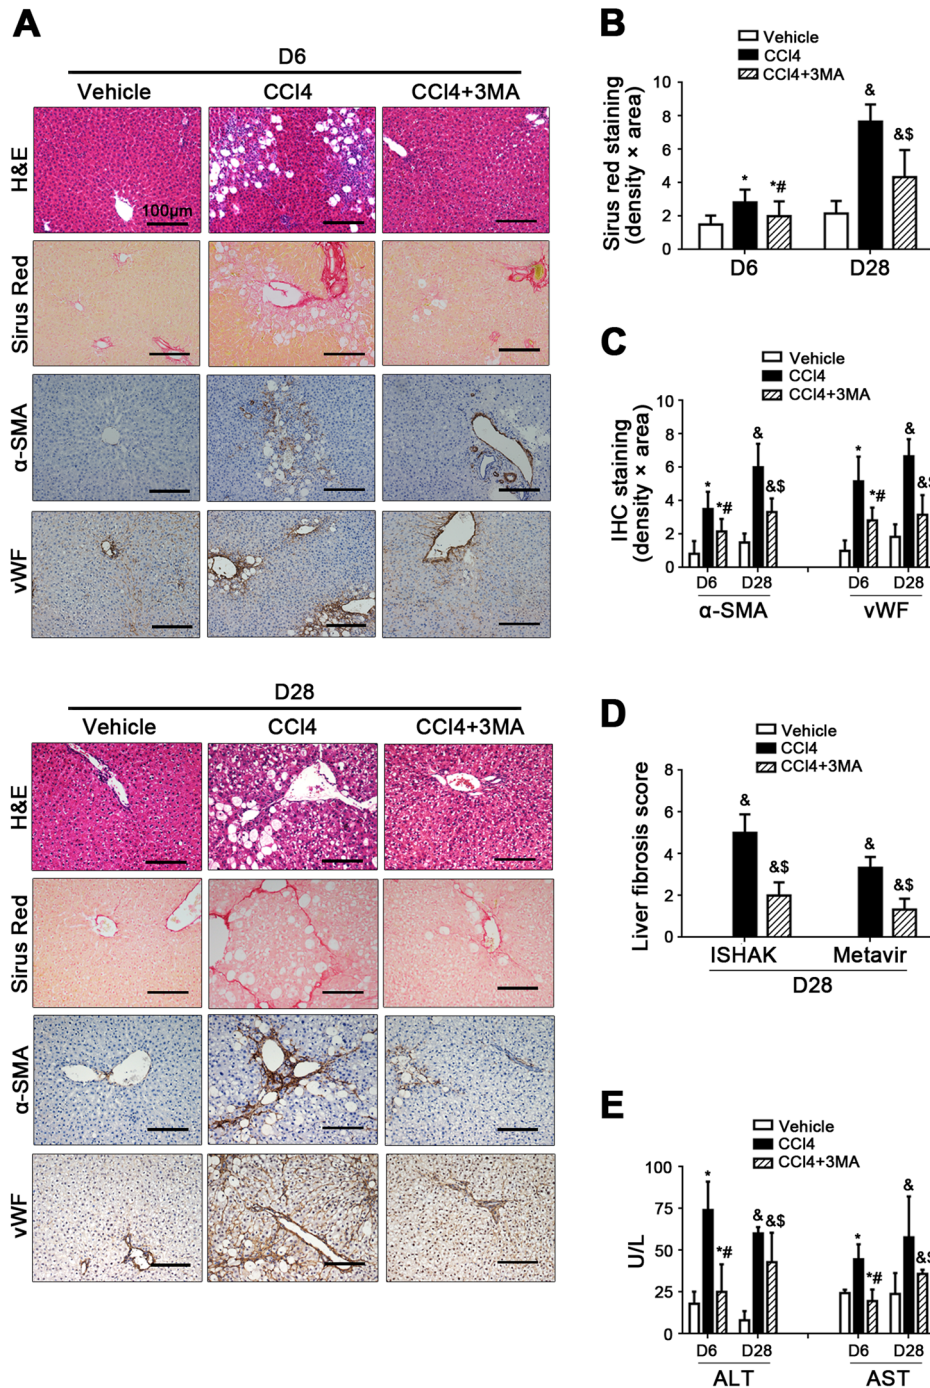 A
D6
Vehicle CCl4 CCl4+3MA
H&E
100μm
Sirus Red
α-SMA
vWF
D28
Vehicle CCl4 CCl4+3MA
H&E
Sirus Red
α-SMA
vWF
B
Vehicle
CCl4
CCl4+3MA
Sirus red staining
(density × area)
10
8
6
4
2
0
* *# & &$
D6 D28
C
Vehicle
CCl4
CCl4+3MA
IHC staining
(density × area)
10
8
6
4
2
0
* *# & &$ * *# & &$
D6 D28 D6 D28
α-SMA vWF
D
Vehicle
CCl4
CCl4+3MA
Liver fibrosis score
8
6
4
2
0
& &$ & &$
ISHAK Metavir
D28
E
Vehicle
CCl4
CCl4+3MA
U/L
100
75
50
25
0
* *# & &$ * *# & &$
D6 D28 D6 D28
ALT AST